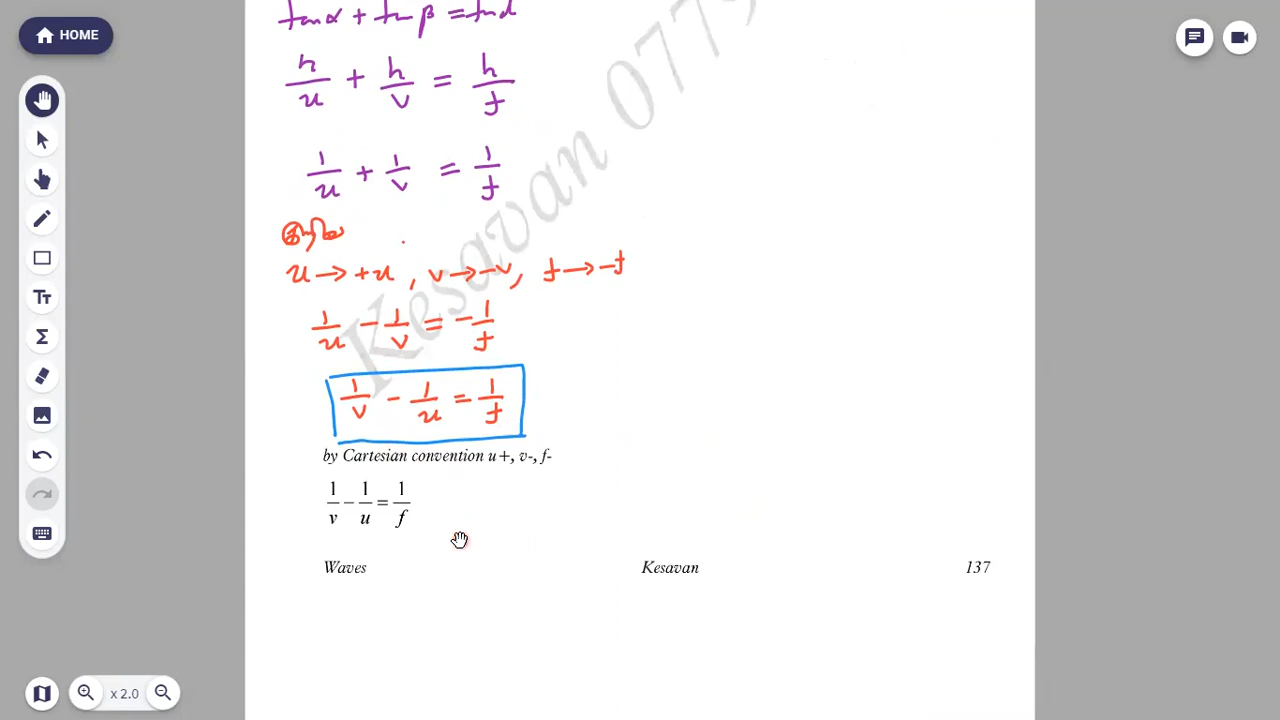 HOME
tan α + tan β = tan d
h/u + h/v = h/f
1/u + 1/v = 1/f
u → +u , v → -v, f → -f
1/u - 1/v = - 1/f
1/v - 1/u = 1/f
by Cartesian convention u+, v-, f-
1/v - 1/u = 1/f
Waves Kesavan 137
Kesavan 0779
x 2.0